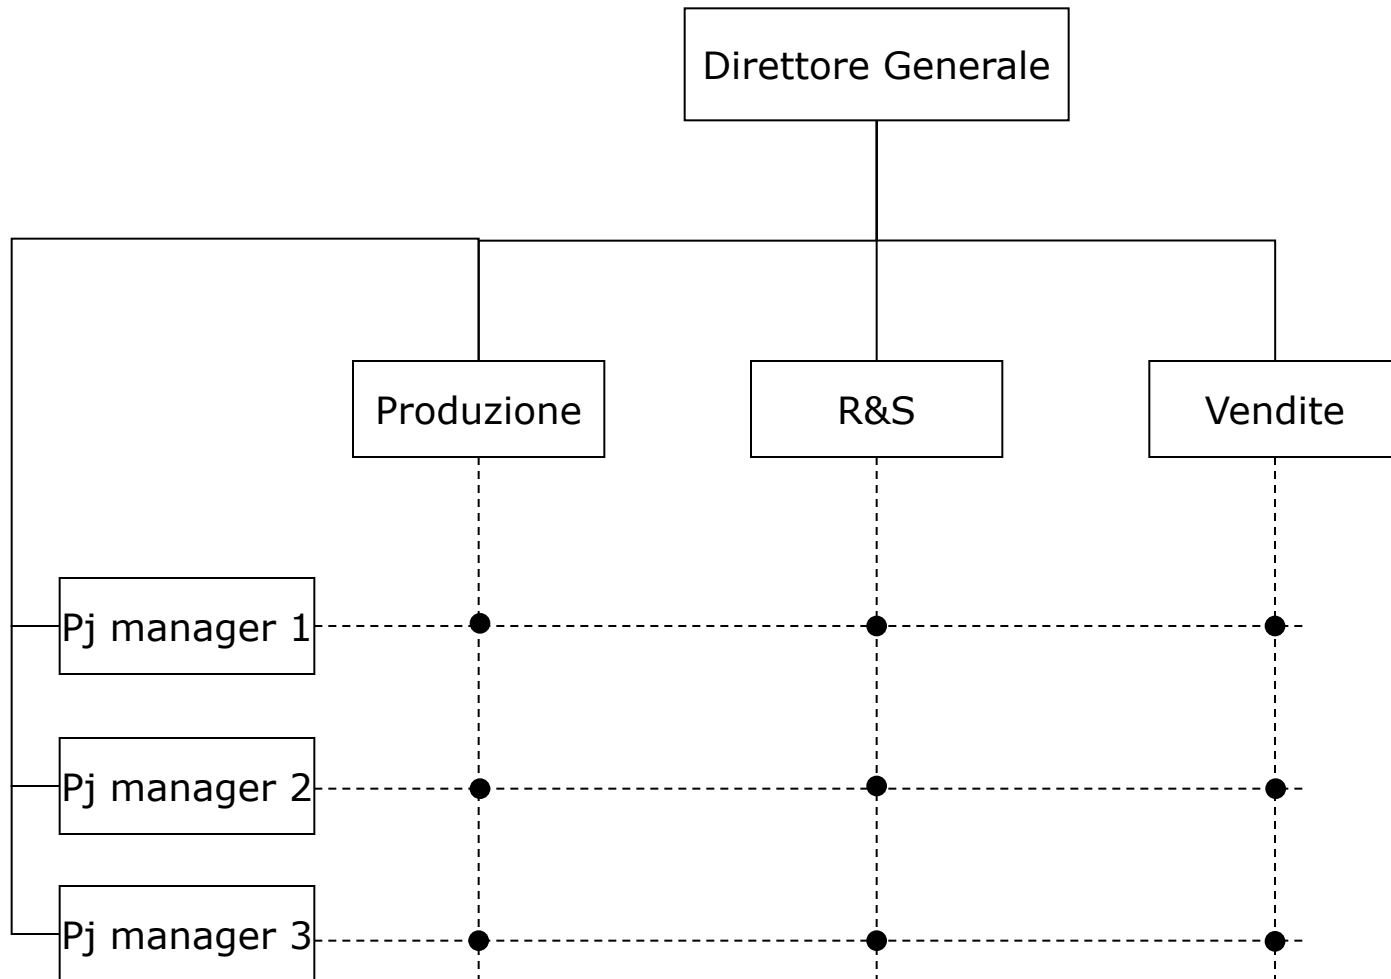 Direttore Generale
Produzione
R&S
Vendite
Pj manager 1
Pj manager 2
Pj manager 3